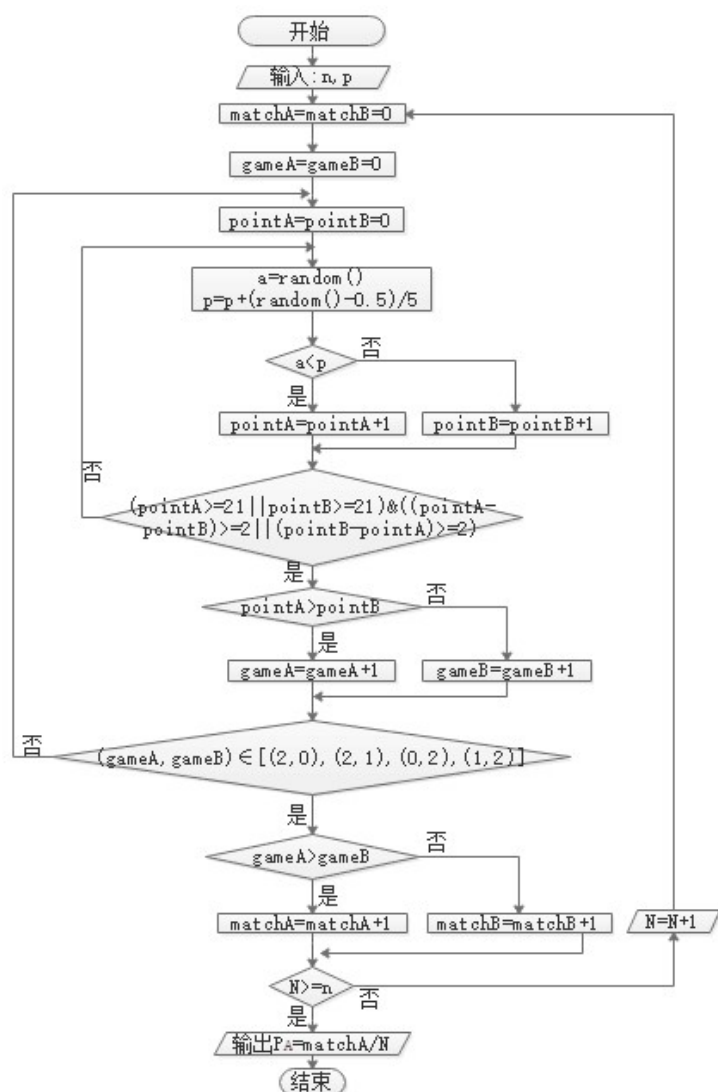 开始
输入:n,p
matchA=matchB=0
gameA=gameB=0
pointA=pointB=0
a=random()
p=p+(random()-0.5)/5
a<p
否
是
pointA=pointA+1
pointB=pointB+1
否
(pointA>=21||pointB>=21)&((pointA-
pointB)>=2||(pointB-pointA)>=2)
是
pointA>pointB
否
是
gameA=gameA+1
gameB=gameB+1
否
(gameA,gameB)∈[(2,0),(2,1),(0,2),(1,2)]
是
gameA>gameB
否
是
matchA=matchA+1
matchB=matchB+1
N=N+1
N>=n
否
是
输出PA=matchA/N
结束